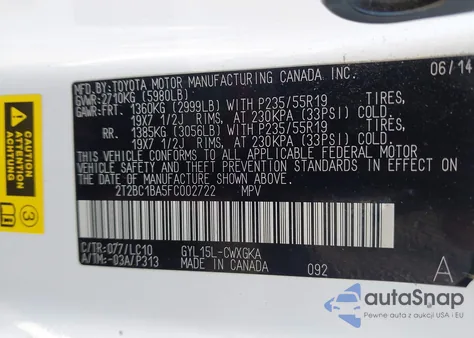 MFD.BY: TOYOTA MOTOR MANUFACTURING CANADA INC. 06/14
GVWR: 2710KG (5980LB)
GAWR: FRT. 1360KG (2999LB) WITH P235/55R19 TIRES,
19X7 1/2J RIMS, AT 230KPA (33PSI) COLD.
RR. 1385KG (3056LB) WITH P235/55R19 TIRES,
19X7 1/2J RIMS, AT 230KPA (33PSI) COLD.
THIS VEHICLE CONFORMS TO ALL APPLICABLE FEDERAL MOTOR
VEHICLE SAFETY AND THEFT PREVENTION STANDARDS IN EFFECT ON
THE DATE OF MANUFACTURE SHOWN ABOVE.
2T2BC1BA5FC002722 MPV
C/TR: 077/LC10 GYL15L-CWXGKA
A/TM: -03A/P313 MADE IN CANADA 092 A
CAUTION
ATTENTION
ACHTUNG
3
autoSnap
Pewne zakupy aut z USA i EU